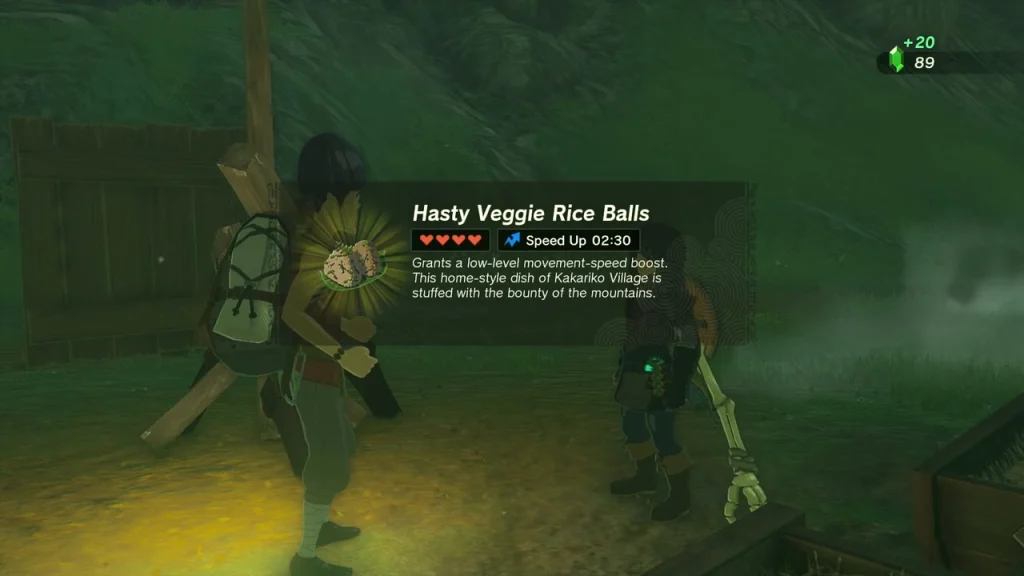 +20
89
Hasty Veggie Rice Balls
Speed Up 02:30
Grants a low-level movement-speed boost.
This home-style dish of Kakariko Village is
stuffed with the bounty of the mountains.